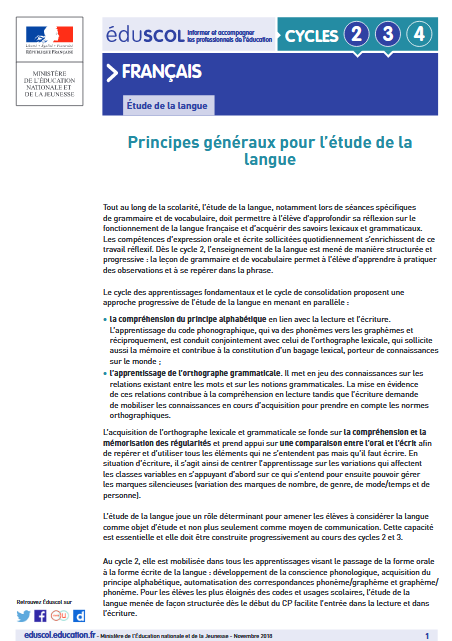 Liberté • Égalité • Fraternité
RÉPUBLIQUE FRANÇAISE
MINISTÈRE
DE L'ÉDUCATION
NATIONALE ET
DE LA JEUNESSE
éduSCOL
Informer et accompagner
les professionnels de l'éducation
CYCLES 2 3 4
FRANÇAIS
Étude de la langue
Principes généraux pour l'étude de la
langue
Tout au long de la scolarité, l'étude de la langue, notamment lors de séances spécifiques
de grammaire et de vocabulaire, doit permettre à l'élève d'approfondir sa réflexion sur le
fonctionnement de la langue française et d'acquérir des savoirs lexicaux et grammaticaux.
Les compétences d'expression orale et écrite sollicitées quotidiennement s'enrichissent de ce
travail réflexif. Dès le cycle 2, l'enseignement de la langue est mené de manière structurée et
progressive : la leçon de grammaire et de vocabulaire permet à l'élève d'apprendre à pratiquer
des observations et à se repérer dans la phrase.
Le cycle des apprentissages fondamentaux et le cycle de consolidation proposent une
approche progressive de l'étude de la langue en menant en parallèle :
• la compréhension du principe alphabétique en lien avec la lecture et l'écriture.
L'apprentissage du code phonographique, qui va des phonèmes vers les graphèmes et
réciproquement, est conduit conjointement avec celui de l'orthographe lexicale, qui sollicite
aussi la mémoire et contribue à la constitution d'un bagage lexical, porteur de connaissances
sur le monde ;
• l'apprentissage de l'orthographe grammaticale. Il met en jeu des connaissances sur les
relations existant entre les mots et sur les notions grammaticales. La mise en évidence
de ces relations contribue à la compréhension en lecture tandis que l'écriture demande
de mobiliser les connaissances en cours d'acquisition pour prendre en compte les normes
orthographiques.
L'acquisition de l'orthographe lexicale et grammaticale se fonde sur la compréhension et la
mémorisation des régularités et prend appui sur une comparaison entre l'oral et l'écrit afin
de repérer et d'utiliser tous les éléments qui ne s'entendent pas mais qu'il faut écrire. En
situation d'écriture, il s'agit ainsi de centrer l'apprentissage sur les variations qui affectent
les classes variables en s'appuyant d'abord sur ce qui s'entend pour ensuite pouvoir gérer
les marques silencieuses (variation des marques de nombre, de genre, de mode/temps et de
personne).
L'étude de la langue joue un rôle déterminant pour amener les élèves à considérer la langue
comme objet d'étude et non plus seulement comme moyen de communication. Cette capacité
est essentielle et elle doit être construite progressivement au cours des cycles 2 et 3.
Au cycle 2, elle est mobilisée dans tous les apprentissages visant le passage de la forme orale
à la forme écrite de la langue : développement de la conscience phonologique, acquisition du
principe alphabétique, automatisation des correspondances phonème/graphème et graphème/
phonème. Pour les élèves les plus éloignés des codes et usages scolaires, l'étude de la
langue menée de façon structurée dès le début du CP facilite l'entrée dans la lecture et dans
l'écriture.
Retrouvez Éduscol sur
eduscol.education.fr - Ministère de l'Éducation nationale et de la Jeunesse - Novembre 2018
1